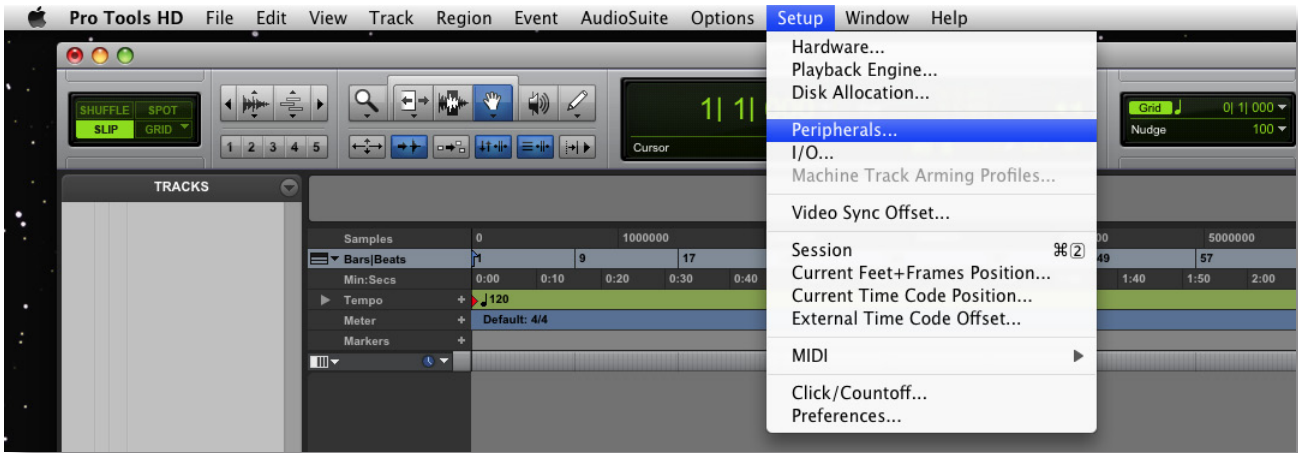 Pro Tools HD File Edit View Track Region Event AudioSuite Options Setup Window Help
Hardware...
Playback Engine...
Disk Allocation...
Peripherals...
I/O...
Machine Track Arming Profiles...
Video Sync Offset...
Session ⌘2
Current Feet+Frames Position...
Current Time Code Position...
External Time Code Offset...
MIDI
Click/Countoff...
Preferences...
SHUFFLE SPOT
SLIP GRID
1 2 3 4 5
1| 1|
Cursor
Grid 0| 1| 000
Nudge 100
TRACKS
Samples 0 1000000 5000000
Bars|Beats 1 9 17 49 57
Min:Secs 0:00 0:10 0:20 0:30 0:40 1:40 1:50 2:00
Tempo + 120
Meter + Default: 4/4
Markers +